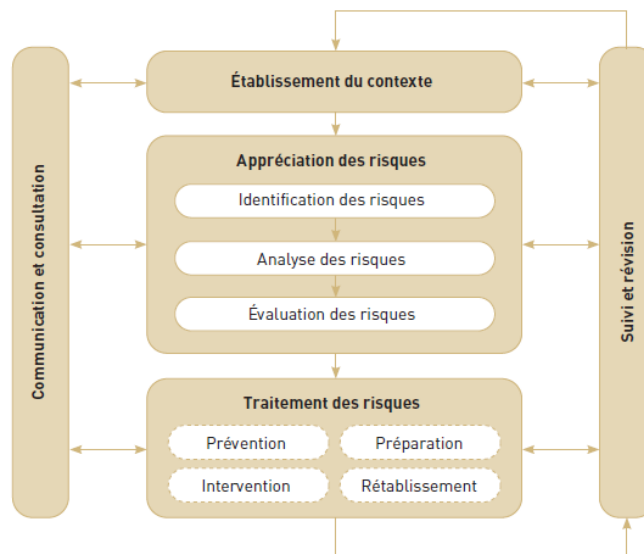 Établissement du contexte
Communication et consultation
Appréciation des risques
Identification des risques
Analyse des risques
Évaluation des risques
Suivi et révision
Traitement des risques
Prévention
Préparation
Intervention
Rétablissement